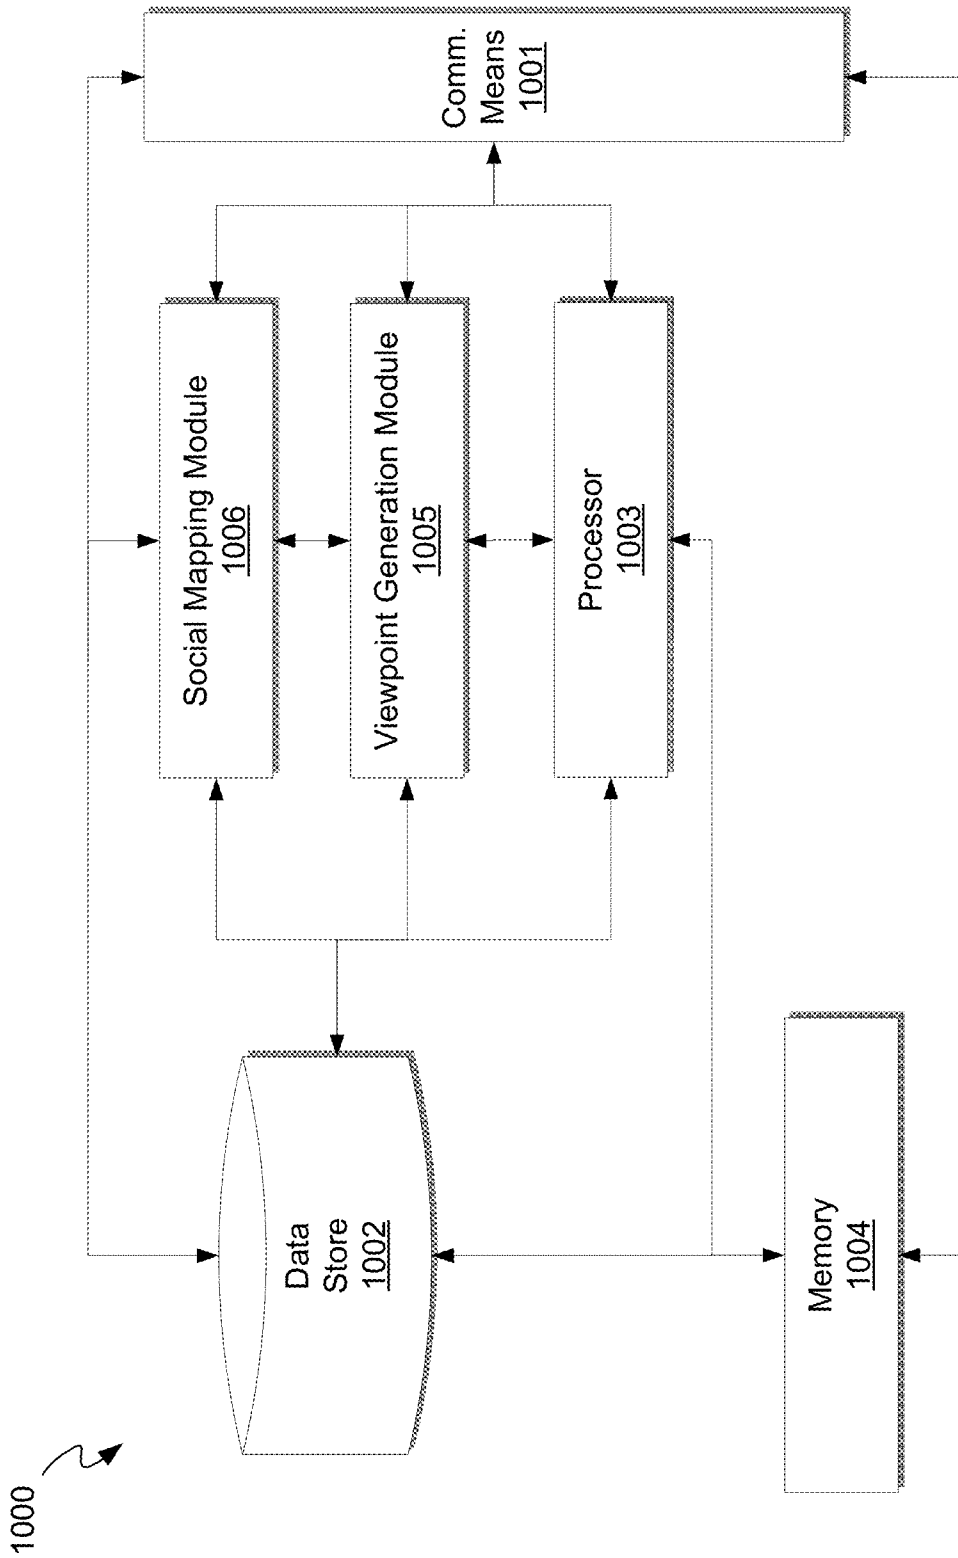 1000
Data
Store
1002
Social Mapping Module
1006
Viewpoint Generation Module
1005
Processor
1003
Comm.
Means
1001
Memory
1004